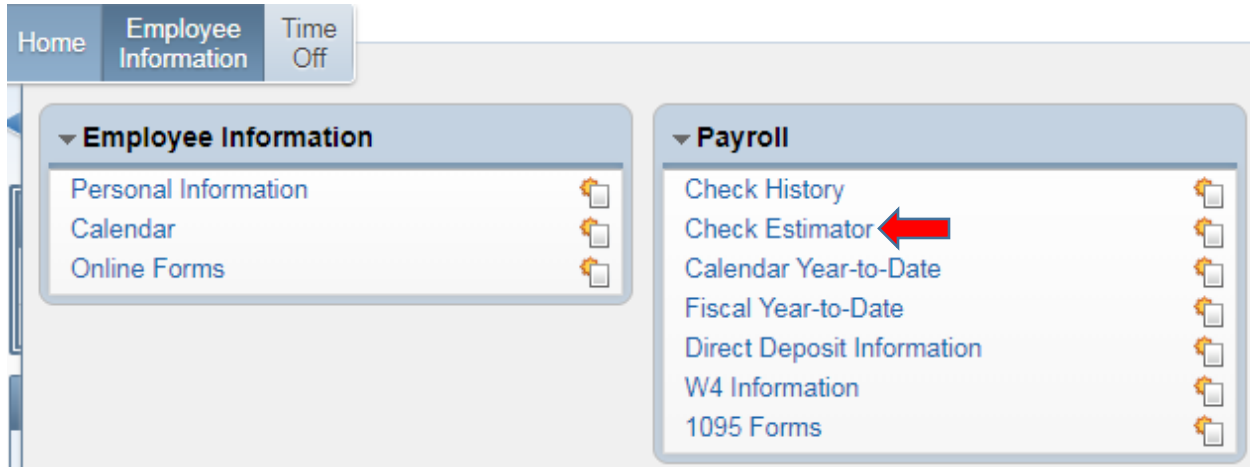 Home
Employee
Information
Time
Off
Employee Information
Personal Information
Calendar
Online Forms
Payroll
Check History
Check Estimator
Calendar Year-to-Date
Fiscal Year-to-Date
Direct Deposit Information
W4 Information
1095 Forms